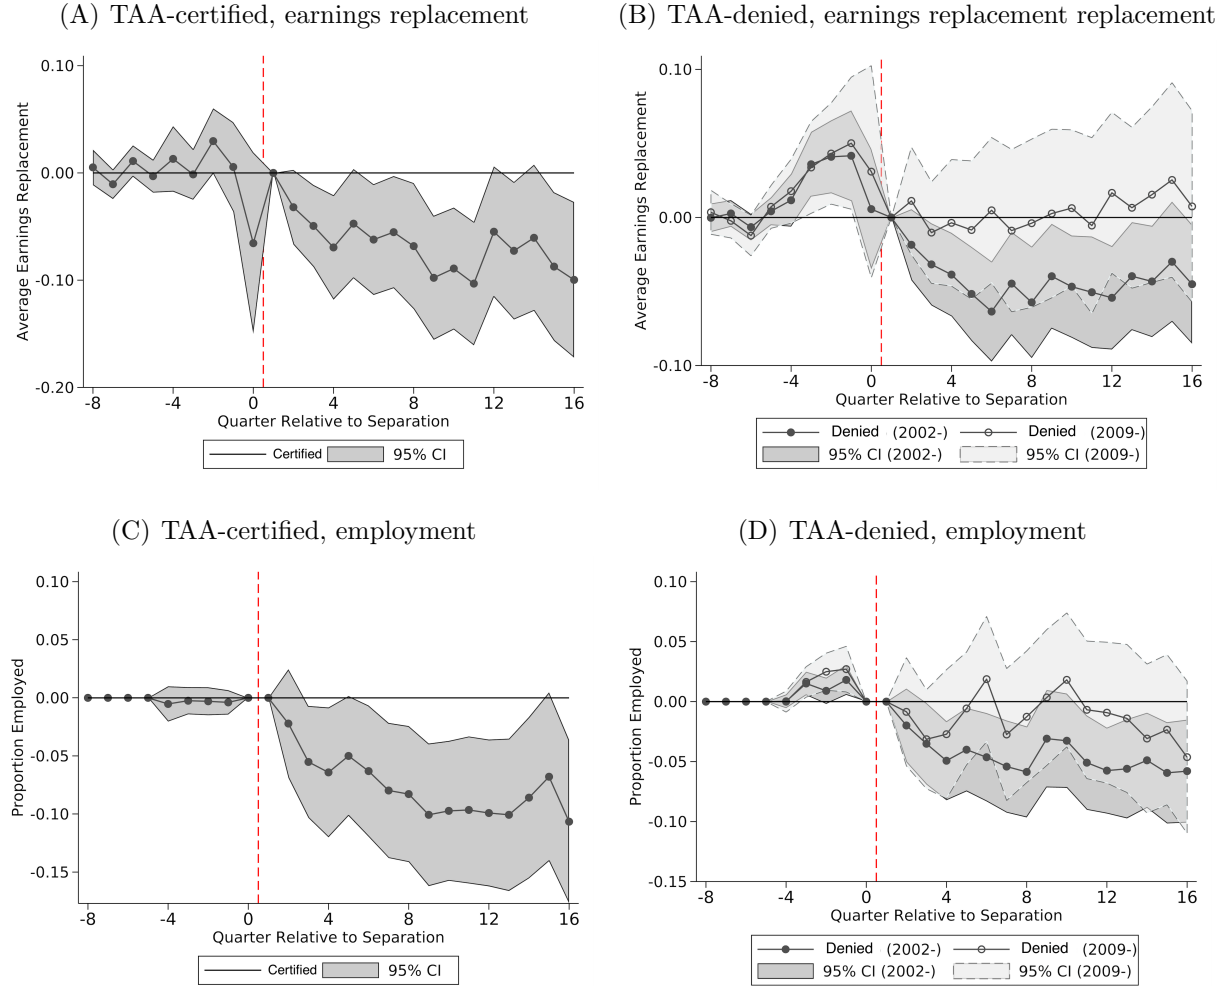 (A) TAA-certified, earnings replacement
Average Earnings Replacement
0.10
0.00
-0.10
-0.20
-8 -4 0 4 8 12 16
Quarter Relative to Separation
Certified 95% CI
(B) TAA-denied, earnings replacement replacement
Average Earnings Replacement
0.10
0.00
-0.10
-8 -4 0 4 8 12 16
Quarter Relative to Separation
Denied (2002-) Denied (2009-)
95% CI (2002-) 95% CI (2009-)
(C) TAA-certified, employment
Proportion Employed
0.10
0.05
0.00
-0.05
-0.10
-0.15
-8 -4 0 4 8 12 16
Quarter Relative to Separation
Certified 95% CI
(D) TAA-denied, employment
Proportion Employed
0.10
0.05
0.00
-0.05
-0.10
-0.15
-8 -4 0 4 8 12 16
Quarter Relative to Separation
Denied (2002-) Denied (2009-)
95% CI (2002-) 95% CI (2009-)